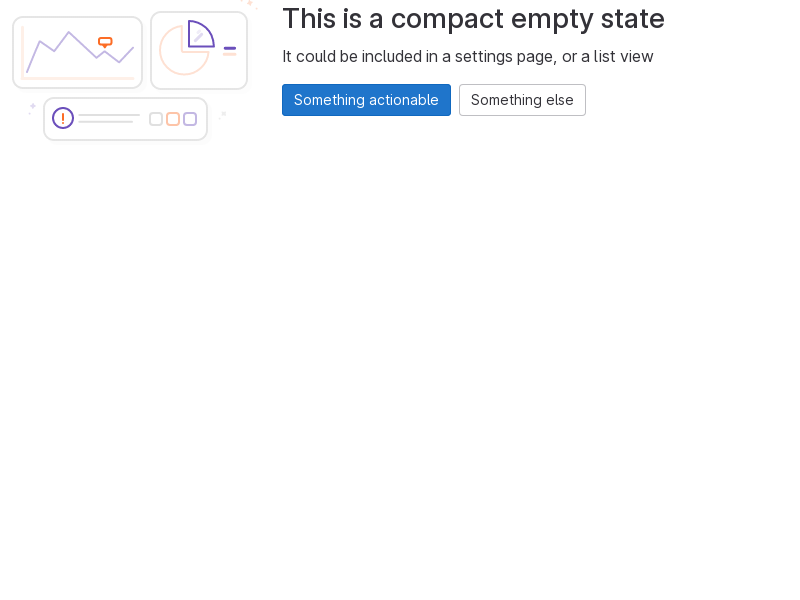 This is a compact empty state
It could be included in a settings page, or a list view
Something actionable
Something else